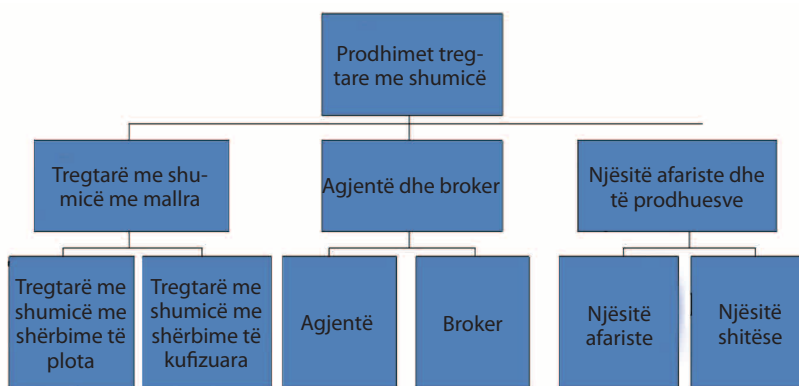 Prodhimet treg-
tare me shumicë
Tregtarë me shu-
micë me mallra
Agjentë dhe broker
Njësitë afariste dhe
të prodhuesve
Tregtarë me
shumicë me
shërbime të
plota
Tregtarë me
shumicë me
shërbime të
kufizuara
Agjentë
Broker
Njësitë
afariste
Njësitë
shitëse